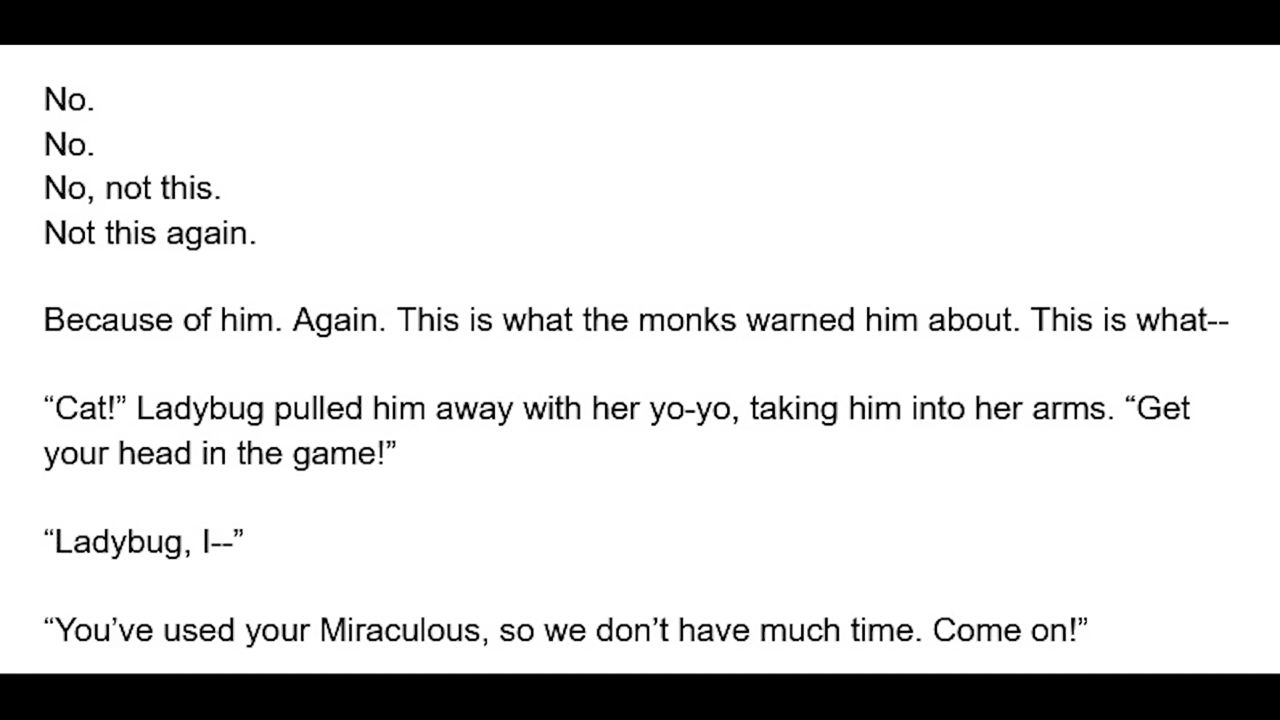 No.
No.
No, not this.
Not this again.
Because of him. Again. This is what the monks warned him about. This is what--
“Cat!” Ladybug pulled him away with her yo-yo, taking him into her arms. “Get
your head in the game!”
“Ladybug, I--”
“You’ve used your Miraculous, so we don’t have much time. Come on!”